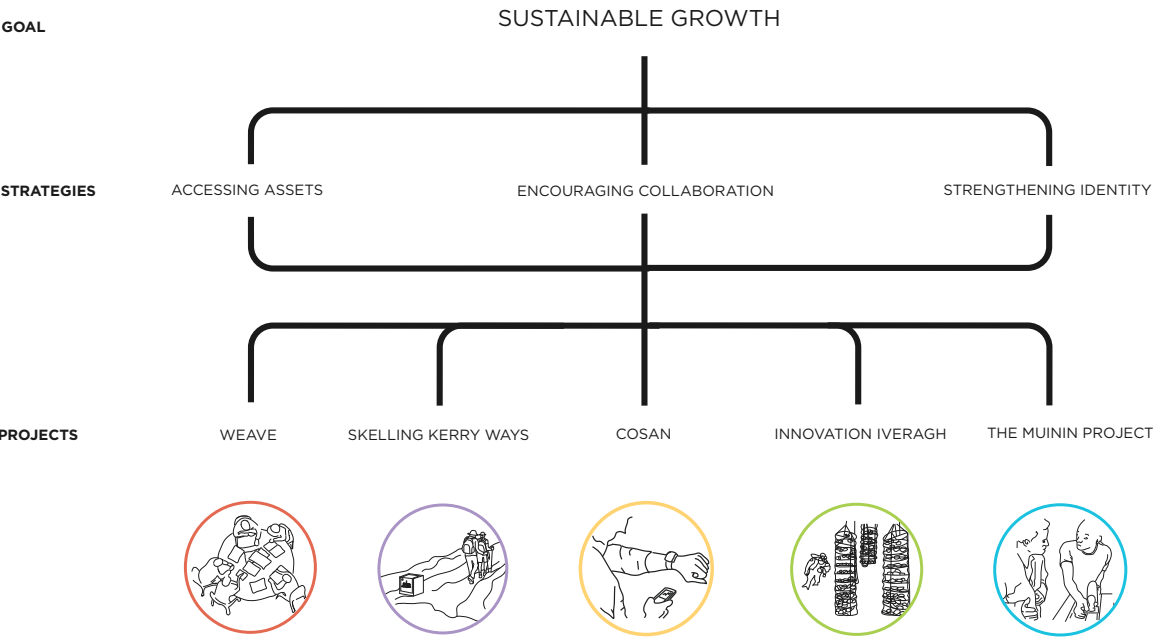 GOAL
SUSTAINABLE GROWTH
STRATEGIES
ACCESSING ASSETS
ENCOURAGING COLLABORATION
STRENGTHENING IDENTITY
PROJECTS
WEAVE
SKELLING KERRY WAYS
COSAN
INNOVATION IVERAGH
THE MUININ PROJECT